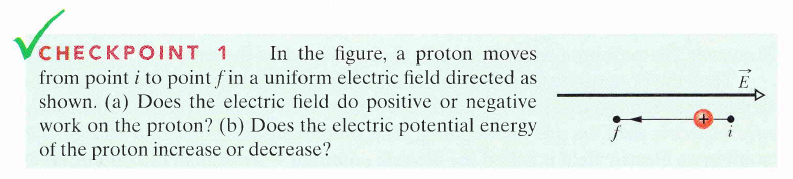 CHECKPOINT 1 In the figure, a proton moves
from point i to point f in a uniform electric field directed as
shown. (a) Does the electric field do positive or negative
work on the proton? (b) Does the electric potential energy
of the proton increase or decrease?
E
+
f
i